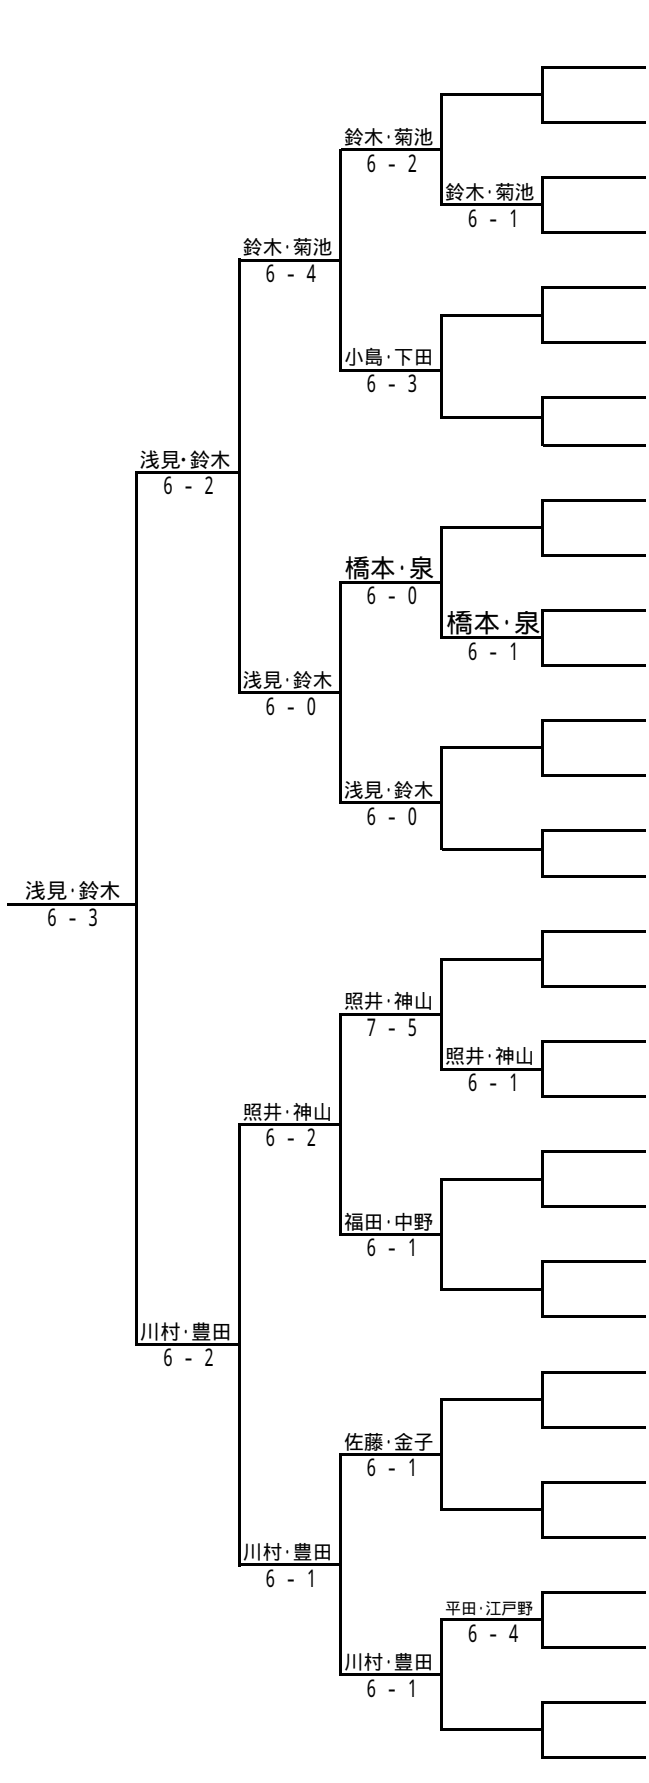 鈴木・菊池
6 - 2
鈴木・菊池
6 - 1
鈴木・菊池
6 - 4
小島・下田
6 - 3
浅見・鈴木
6 - 2
橋本・泉
6 - 0
橋本・泉
6 - 1
浅見・鈴木
6 - 0
浅見・鈴木
6 - 0
浅見・鈴木
6 - 3
照井・神山
7 - 5
照井・神山
6 - 1
照井・神山
6 - 2
福田・中野
6 - 1
川村・豊田
6 - 2
佐藤・金子
6 - 1
川村・豊田
6 - 1
平田・江戸野
6 - 4
川村・豊田
6 - 1